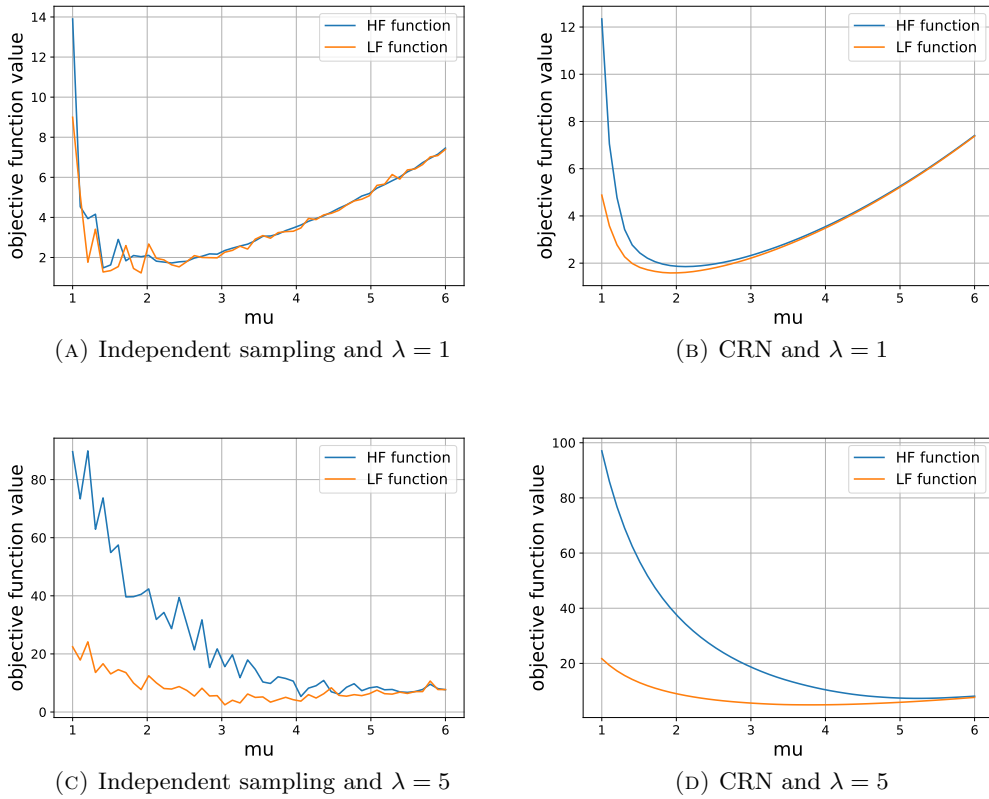 objective function value
14
12
10
8
6
4
2
HF function
LF function
1 2 3 4 5 6
mu
(A) Independent sampling and λ = 1
objective function value
12
10
8
6
4
2
HF function
LF function
1 2 3 4 5 6
mu
(B) CRN and λ = 1
objective function value
80
60
40
20
0
HF function
LF function
1 2 3 4 5 6
mu
(C) Independent sampling and λ = 5
objective function value
100
80
60
40
20
HF function
LF function
1 2 3 4 5 6
mu
(D) CRN and λ = 5